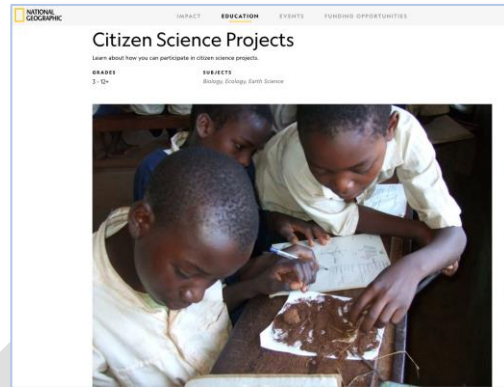 NATIONAL
GEOGRAPHIC
IMPACT EDUCATION EVENTS FUNDING OPPORTUNITIES
Citizen Science Projects
Learn about how you can participate in citizen science projects.
GRADES SUBJECTS
3 - 12+ Biology, Ecology, Earth Science